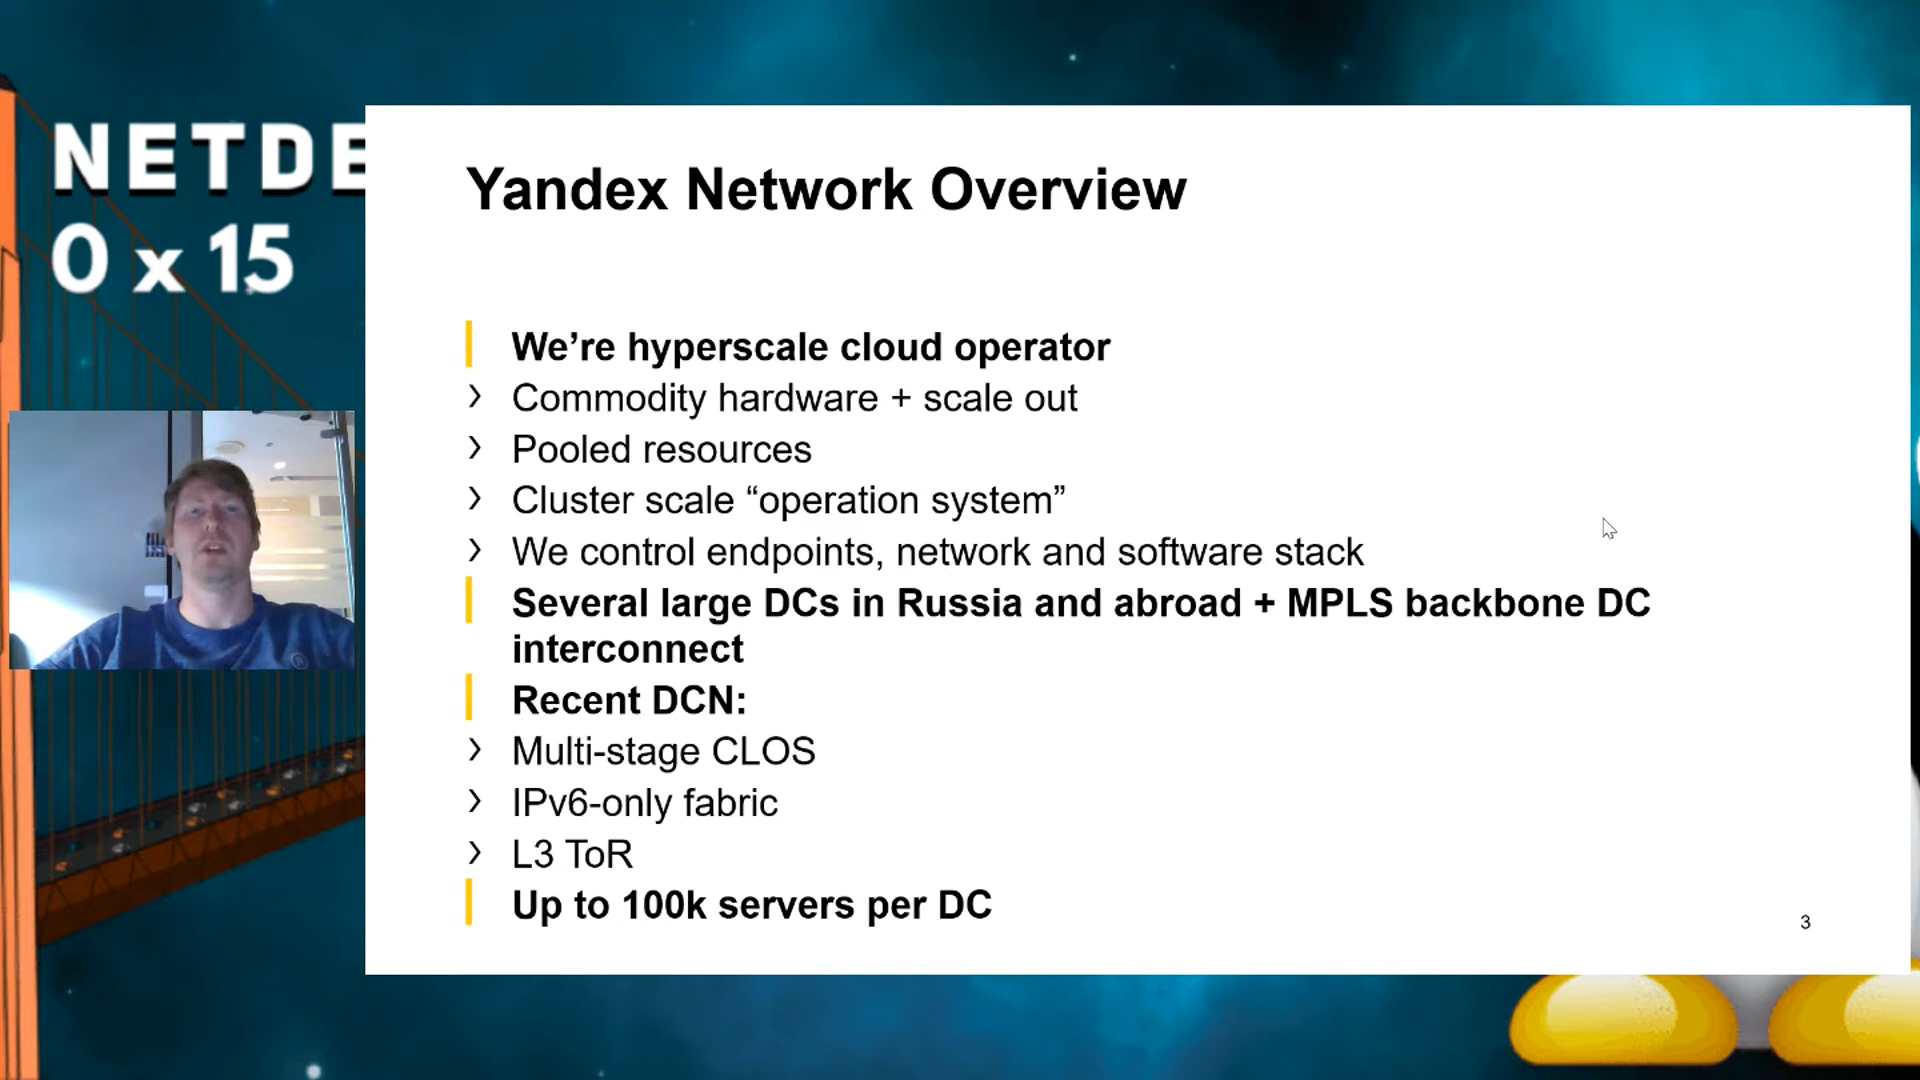 NETDE
0 x 15
Yandex Network Overview
We’re hyperscale cloud operator
› Commodity hardware + scale out
› Pooled resources
› Cluster scale “operation system”
› We control endpoints, network and software stack
Several large DCs in Russia and abroad + MPLS backbone DC
interconnect
Recent DCN:
› Multi-stage CLOS
› IPv6-only fabric
› L3 ToR
Up to 100k servers per DC
3